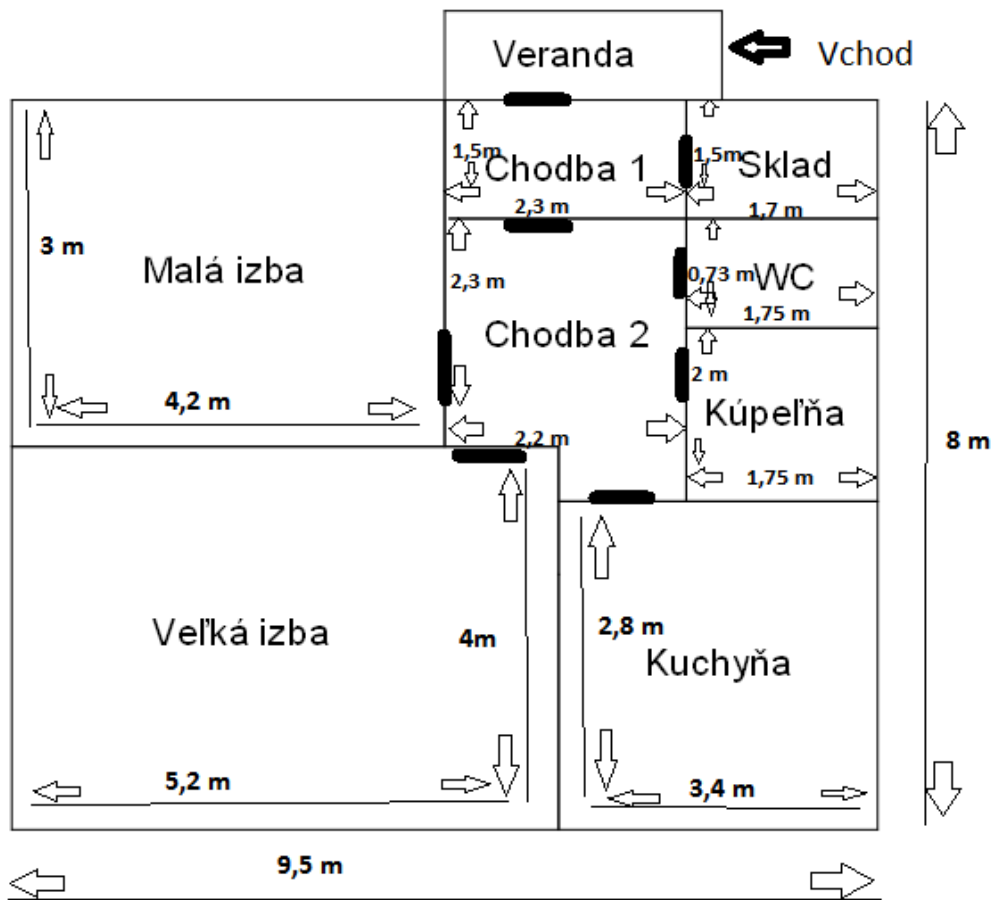 Veranda
Vchod
1,5m
Chodba 1
2,3 m
1,5m
Sklad
1,7 m
3 m
Malá izba
4,2 m
2,3 m
Chodba 2
2,2 m
0,73 m
WC
1,75 m
2 m
Kúpeľňa
1,75 m
8 m
Veľká izba
4m
5,2 m
2,8 m
Kuchyňa
3,4 m
9,5 m